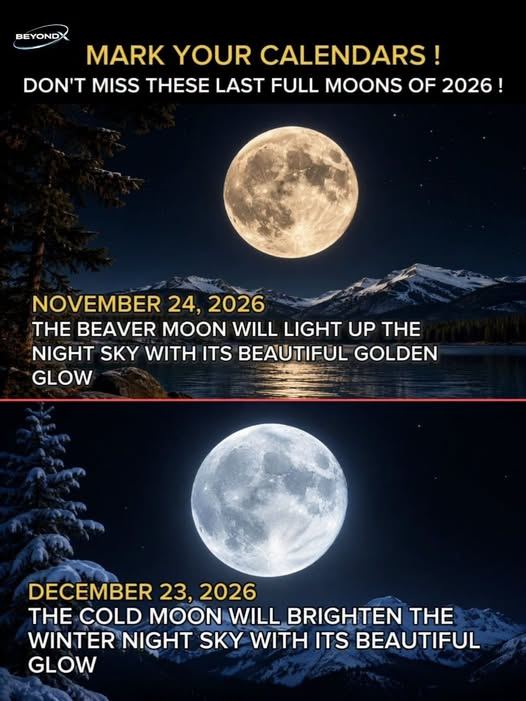 BEYONDX
MARK YOUR CALENDARS !
DON'T MISS THESE LAST FULL MOONS OF 2026 !
NOVEMBER 24, 2026
THE BEAVER MOON WILL LIGHT UP THE
NIGHT SKY WITH ITS BEAUTIFUL GOLDEN
GLOW
DECEMBER 23, 2026
THE COLD MOON WILL BRIGHTEN THE
WINTER NIGHT SKY WITH ITS BEAUTIFUL
GLOW